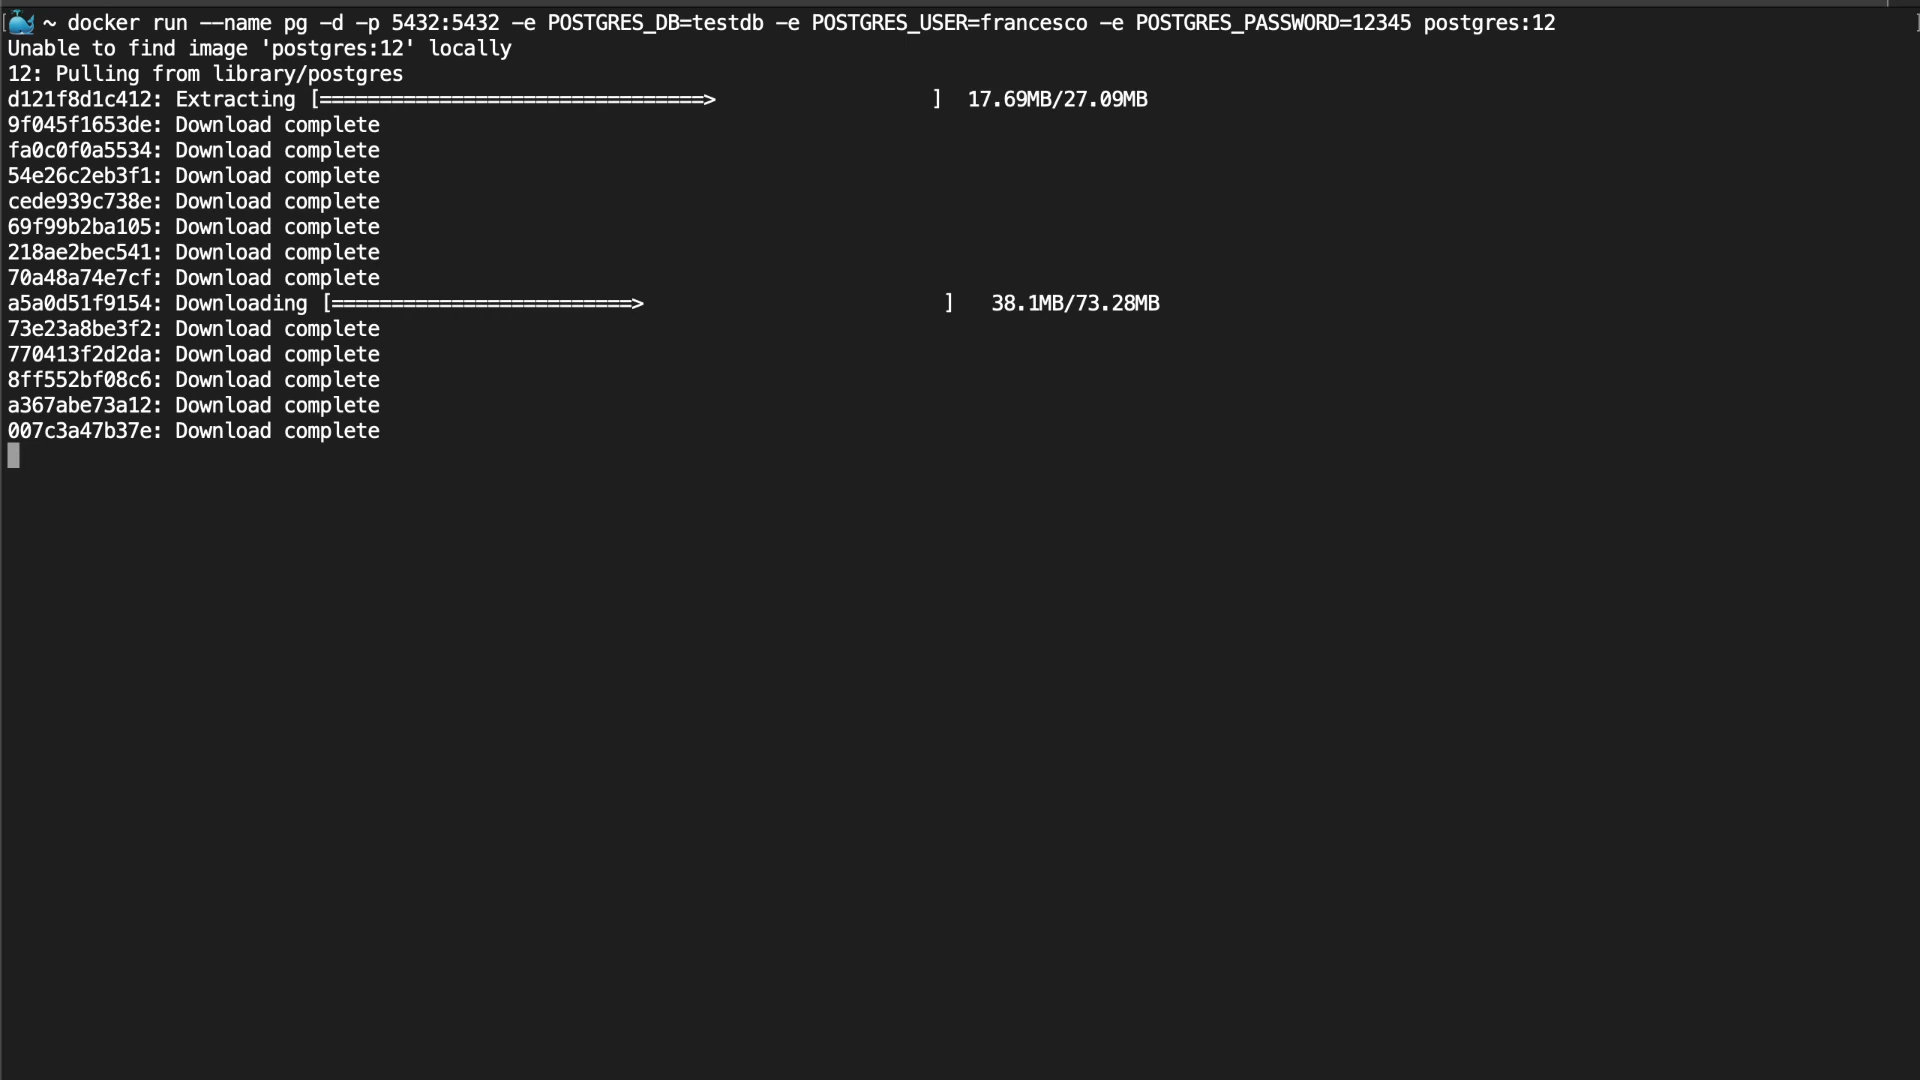 [🐳 ~ docker run --name pg -d -p 5432:5432 -e POSTGRES_DB=testdb -e POSTGRES_USER=francesco -e POSTGRES_PASSWORD=12345 postgres:12 ]
Unable to find image 'postgres:12' locally
12: Pulling from library/postgres
d121f8d1c412: Extracting [================================>                  ]  17.69MB/27.09MB
9f045f1653de: Download complete
fa0c0f0a5534: Download complete
54e26c2eb3f1: Download complete
cede939c738e: Download complete
69f99b2ba105: Download complete
218ae2bec541: Download complete
70a48a74e7cf: Download complete
a5a0d51f9154: Downloading [=========================>                         ]   38.1MB/73.28MB
73e23a8be3f2: Download complete
770413f2d2da: Download complete
8ff552bf08c6: Download complete
a367abe73a12: Download complete
007c3a47b37e: Download complete